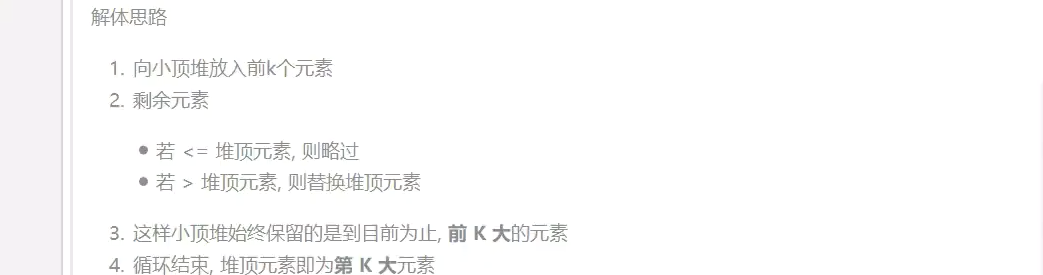 解体思路
1. 向小顶堆放入前k个元素
2. 剩余元素
• 若 <= 堆顶元素, 则略过
• 若 > 堆顶元素, 则替换堆顶元素
3. 这样小顶堆始终保留的是到目前为止, 前 K 大的元素
4. 循环结束, 堆顶元素即为第 K 大元素